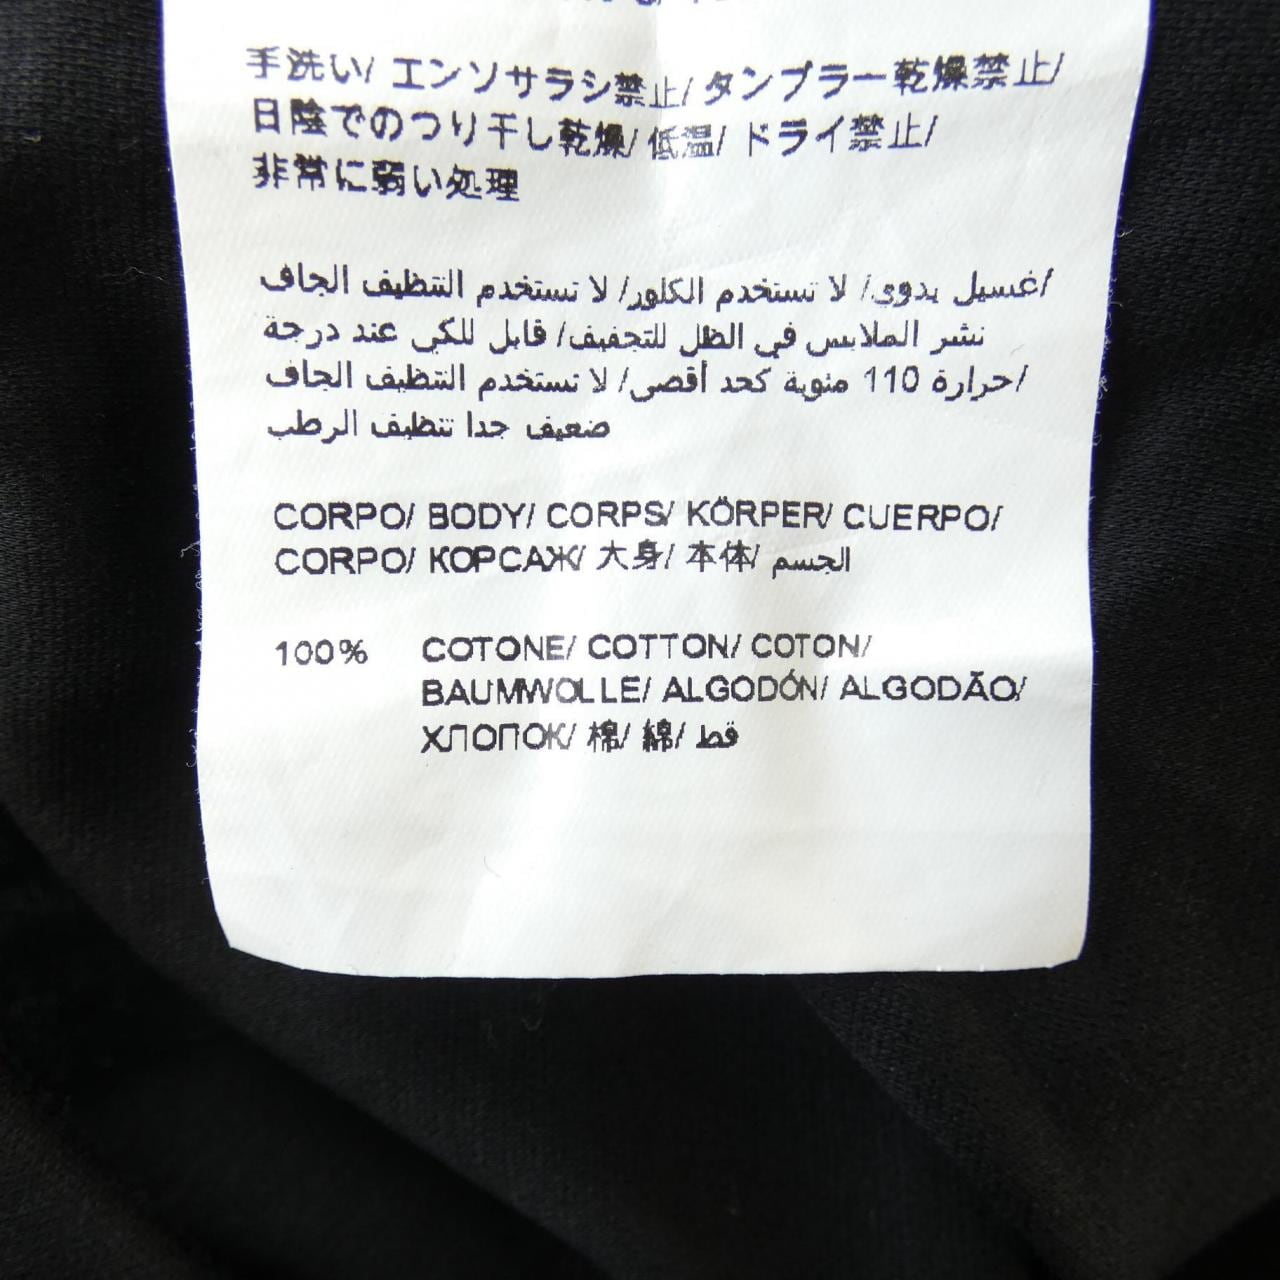 手洗い/ エンソサラシ禁止/ タンブラー乾燥禁止/
日陰でのつり干し乾燥/ 低温/ ドライ禁止/
非常に弱い処理
غسيل يدوى/ لا تستخدم الكلور/ لا تستخدم التنظيف الجاف/
نشر الملابس في الظل للتجفيف/ قابل للكي عند درجة
حرارة 110 مئوية كحد أقصى/ لا تستخدم التنظيف الجاف/
ضعيف جدا تنظيف الرطب
CORPO/ BODY/ CORPS/ KÖRPER/ CUERPO/
CORPO/ КОРСАЖ/ 大身/ 本体/ الجسم
100% COTONE/ COTTON/ COTON/
BAUMWOLLE/ ALGODÓN/ ALGODÃO/
ХЛОПОК/ 棉/ 綿/ قط